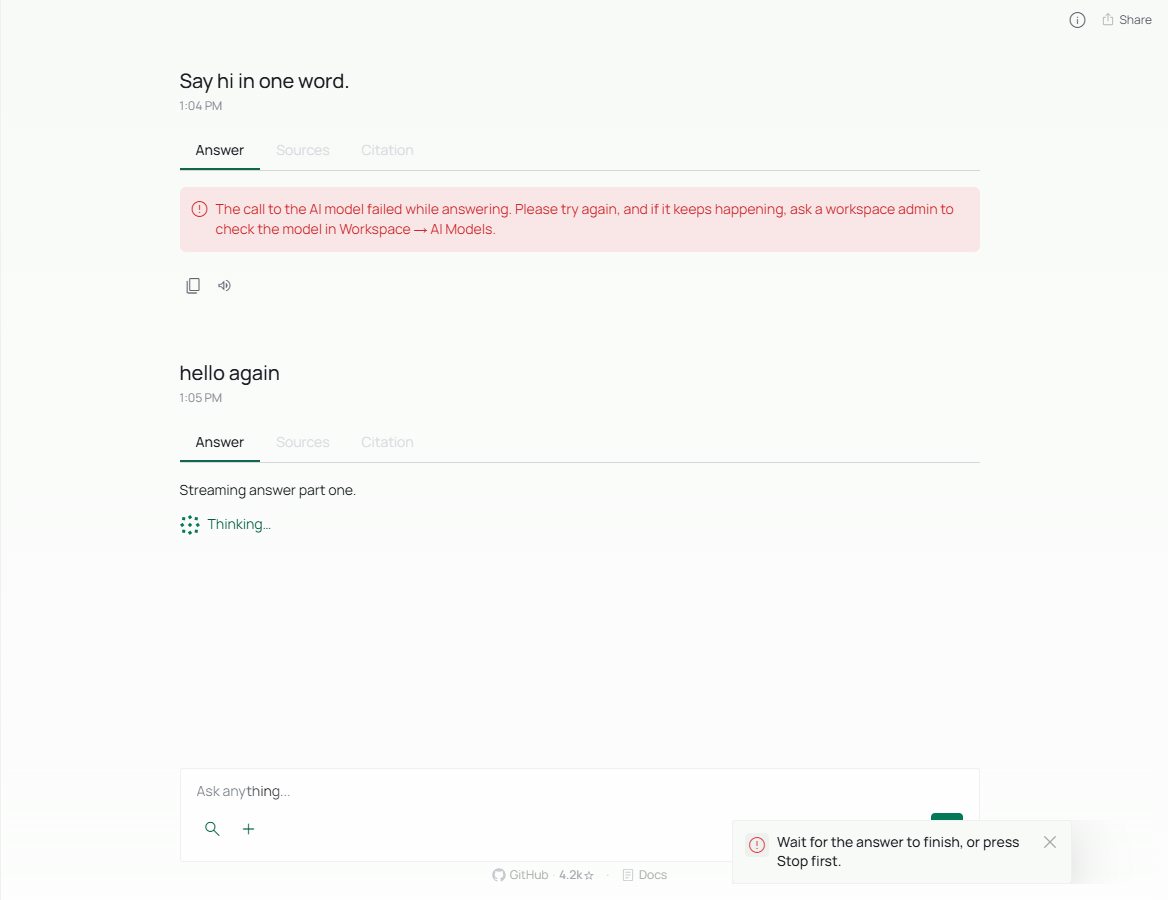 Share
Say hi in one word.
1:04 PM
Answer Sources Citation
The call to the AI model failed while answering. Please try again, and if it keeps happening, ask a workspace admin to
check the model in Workspace → AI Models.
hello again
1:05 PM
Answer Sources Citation
Streaming answer part one.
Thinking...
Ask anything...
Wait for the answer to finish, or press
Stop first.
GitHub · 4.2k☆ · Docs